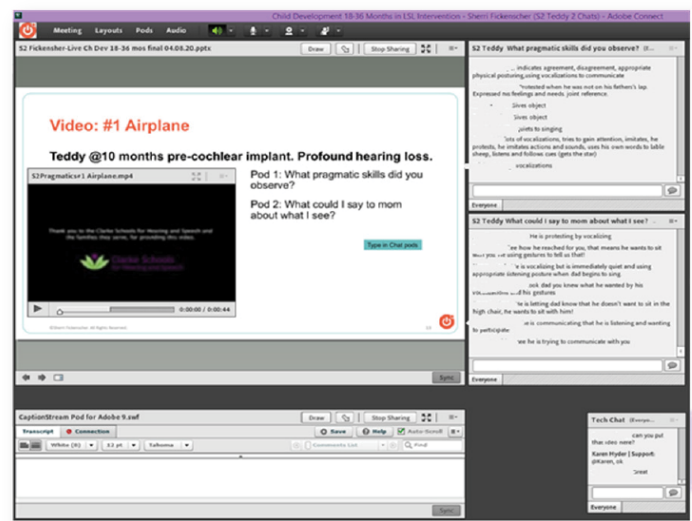 Child Development 18-36 Months in LSL Intervention - Sherri Fickenscher (S2 Teddy 2 Chats) - Adobe Connect
Meeting Layouts Pods Audio
S2 Fickensher-Live Ch Dev 18-36 mos final 04.08.20.pptx
Draw
Stop Sharing
Video: #1 Airplane
Teddy @10 months pre-cochlear implant. Profound hearing loss.
S2Pragmatics#1 Airplane.mp4
Thank you to the Clarke Schools for Hearing and Speech and
the families they serve, for providing this video.
Clarke Schools
for Hearing and Speech
0:00:00 / 0:00:44
Pod 1: What pragmatic skills did you
observe?
Pod 2: What could I say to mom
about what I see?
Type in Chat pods
All Rights Reserved.
Sync
S2 Teddy What pragmatic skills did you observe?
indicates agreement, disagreement, appropriate
physical posturing, using vocalizations to communicate
protested when he was not on his father's lap
Expressed his feelings and needs joint reference.
Gives object
Gives object
quiets to singing
lots of vocalizations, tries to gain attention, imitates, he
protests, he imitates actions and sounds, uses his own words to lable
sheep, listens and follows cues (gets the star)
vocalizations
Everyone
S2 Teddy What could I say to mom about what I see?
He is protesting by vocalizing
see how he reached for you, that means he wants to sit
using gestures to tell us that!
is vocalizing but is immediately quiet and using
appropriate listening posture when dad begins to sing
dad you knew what he wanted by his
and his gestures
He is letting dad know that he doesn't want to sit in the
high chair, he wants to sit with him!
is communicating that he is listening and wanting
to participate
he is trying to communicate with you
Everyone
CaptionStream Pod for Adobe 9.swf
Draw
Stop Sharing
Transcript Connection
Save Help Auto-Scroll
White (B) 12 pt Tahoma Comments List Find
Sync
Tech Chat
can you put
that video name?
Karen Hyder | Support:
@Karen, ok
Great
Everyone